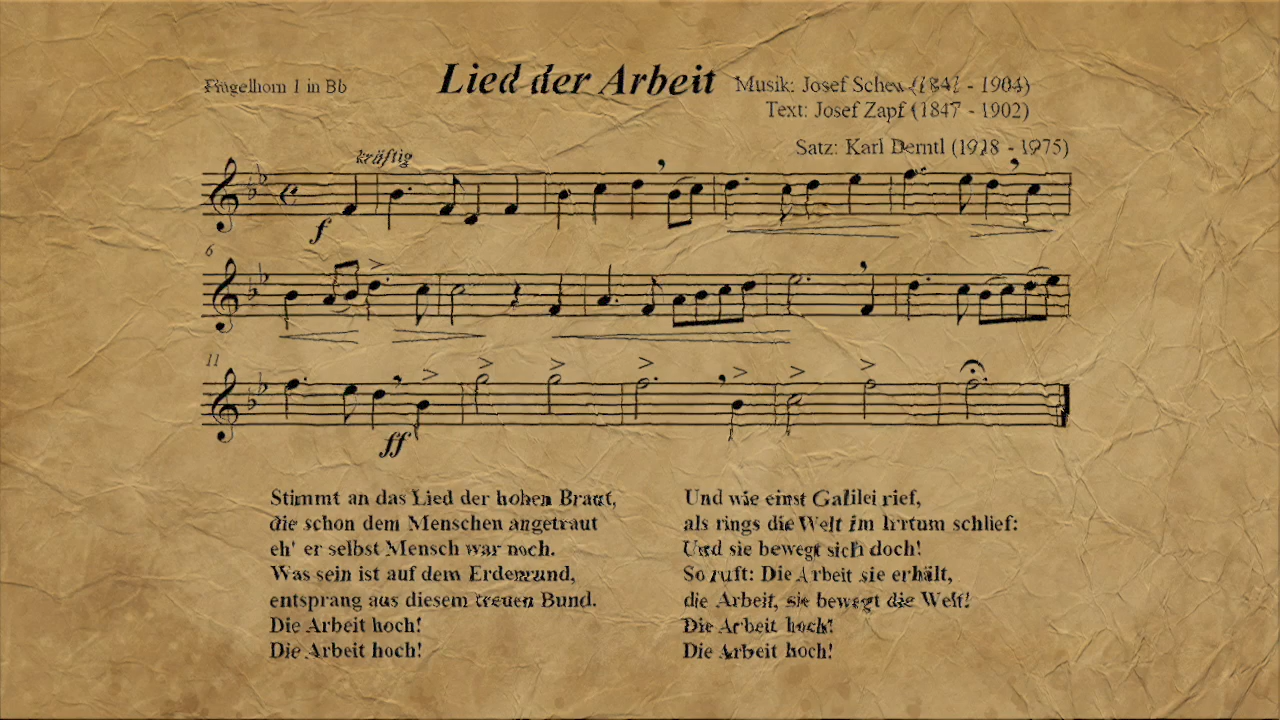 Lied der Arbeit
Flügelhorn 1 in Bb
Musik: Josef Scheu (1841 - 1904)
Text: Josef Zapf (1847 - 1902)
Satz: Karl Demtl (1918 - 1975)
kräftig
f
6
11
ff
Stimmt an das Lied der hohen Braut,
die schon dem Menschen angetraut
eh' er selbst Mensch war noch.
Was sein ist auf dem Erdenrund,
entsprang aus diesem treuen Bund.
Die Arbeit hoch!
Die Arbeit hoch!
Und wie einst Galilei rief,
als rings die Welt im Irrtum schlief:
Und sie bewegt sich doch!
So ruft: Die Arbeit sie erhält,
die Arbeit, sie bewegt die Welt!
Die Arbeit hoch!
Die Arbeit hoch!